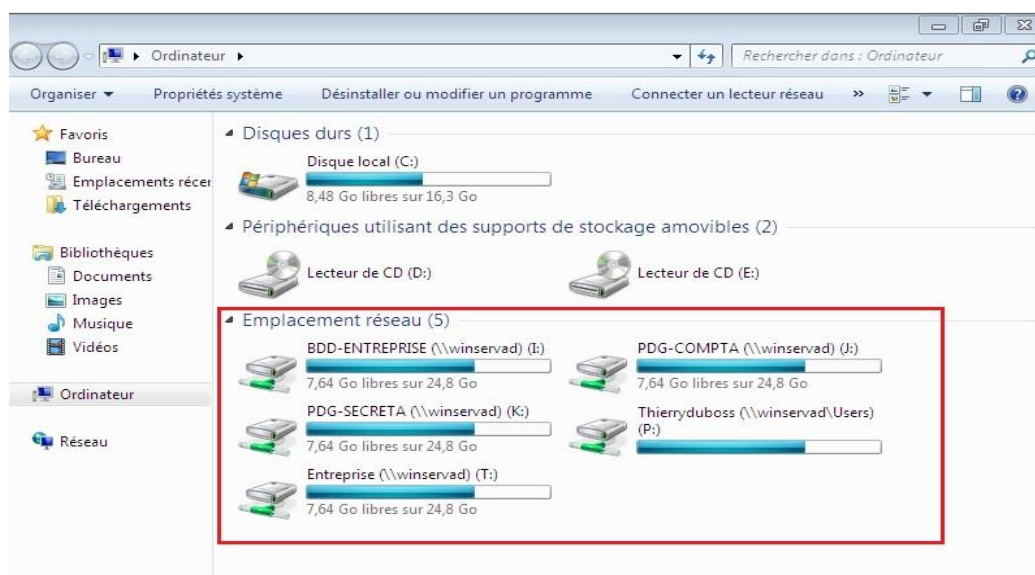 Ordinateur
Rechercher dans : Ordinateur
Organiser Propriétés système Désinstaller ou modifier un programme Connecter un lecteur réseau »
Favoris
Bureau
Emplacements récer
Téléchargements
Bibliothèques
Documents
Images
Musique
Vidéos
Ordinateur
Réseau
Disques durs (1)
Disque local (C:)
8,48 Go libres sur 16,3 Go
Périphériques utilisant des supports de stockage amovibles (2)
Lecteur de CD (D:)
Lecteur de CD (E:)
Emplacement réseau (5)
BDD-ENTREPRISE (\\winservad) (I:)
7,64 Go libres sur 24,8 Go
PDG-COMPTA (\\winservad) (J:)
7,64 Go libres sur 24,8 Go
PDG-SECRETA (\\winservad) (K:)
7,64 Go libres sur 24,8 Go
Thierryduboss (\\winservad\Users)
(P:)
Entreprise (\\winservad) (T:)
7,64 Go libres sur 24,8 Go